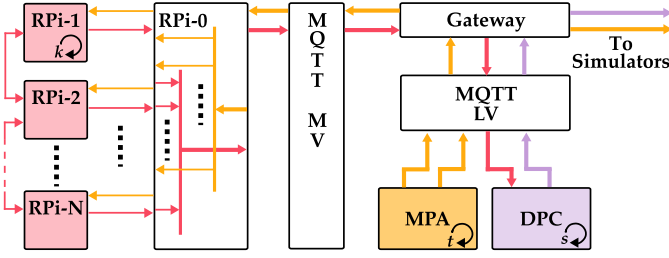 RPi-1
k
RPi-2
RPi-N
RPi-0
M
Q
T
T
M
V
Gateway
To
Simulators
MQTT
LV
MPA
t
DPC
s